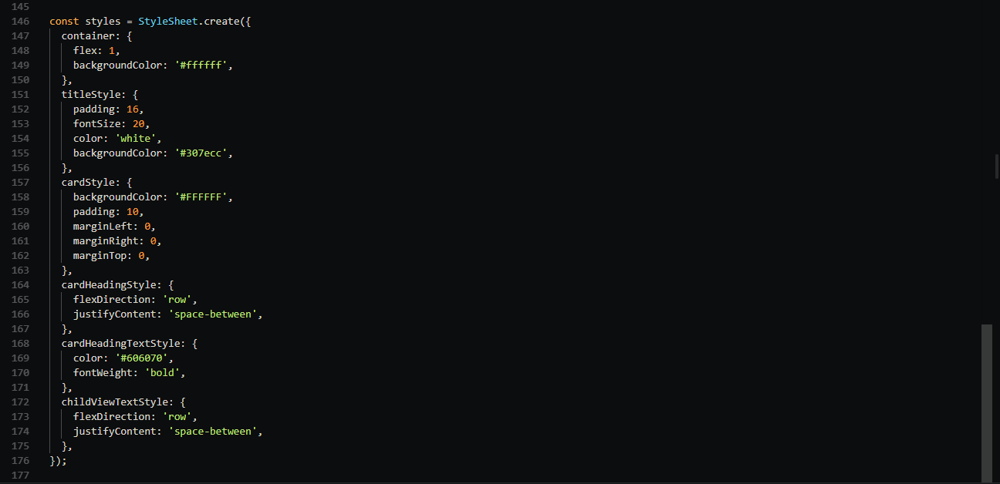 145
146 const styles = StyleSheet.create({
147   container: {
148     flex: 1,
149     backgroundColor: '#ffffff',
150   },
151   titleStyle: {
152     padding: 16,
153     fontSize: 20,
154     color: 'white',
155     backgroundColor: '#307ecc',
156   },
157   cardStyle: {
158     backgroundColor: '#FFFFFF',
159     padding: 10,
160     marginLeft: 0,
161     marginRight: 0,
162     marginTop: 0,
163   },
164   cardHeadingStyle: {
165     flexDirection: 'row',
166     justifyContent: 'space-between',
167   },
168   cardHeadingTextStyle: {
169     color: '#606070',
170     fontWeight: 'bold',
171   },
172   childViewTextStyle: {
173     flexDirection: 'row',
174     justifyContent: 'space-between',
175   },
176 });
177